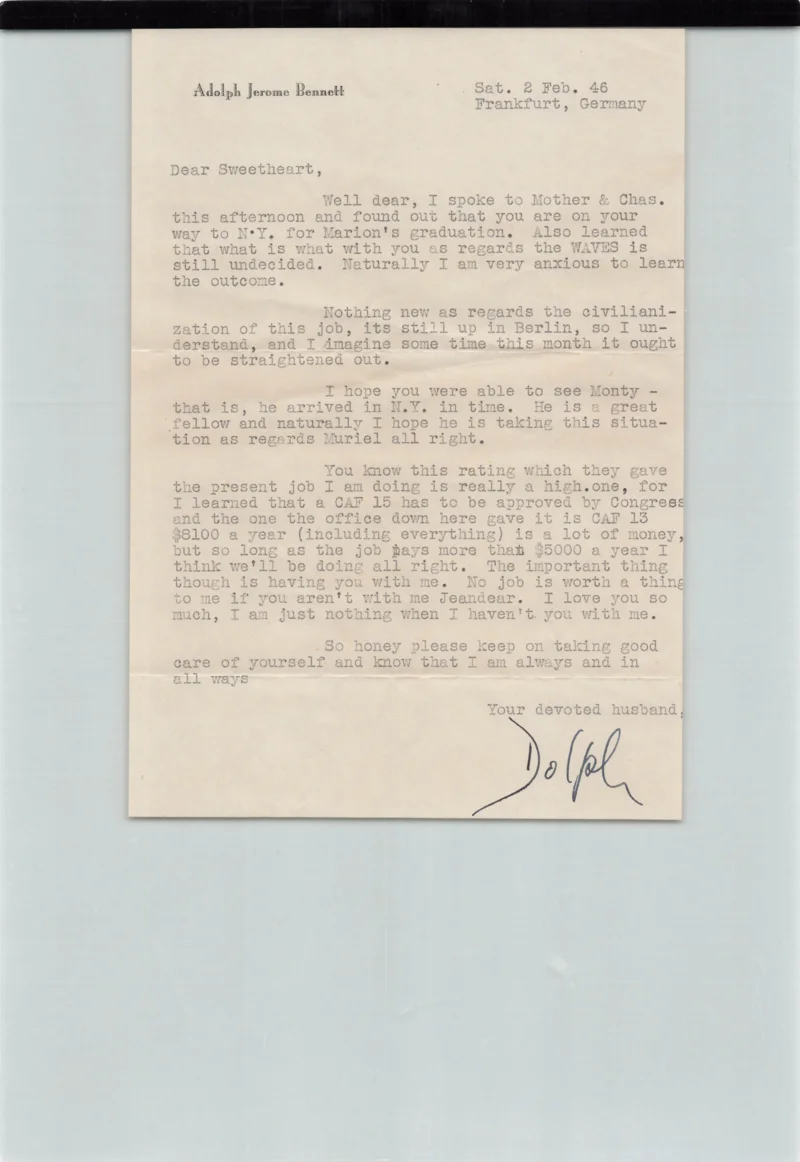 Adolph Jerome Bennett
Sat. 2 Feb. 46
Frankfurt, Germany
Dear Sweetheart,
Well dear, I spoke to Mother & Chas.
this afternoon and found out that you are on your
way to N.Y. for Marion's graduation. Also learned
that what is what with you as regards the WAVES is
still undecided. Naturally I am very anxious to learn
the outcome.
Nothing new as regards the civiliani-
zation of this job, its still up in Berlin, so I un-
derstand, and I imagine some time this month it ought
to be straightened out.
I hope you were able to see Monty -
that is, he arrived in N.Y. in time. He is a great
fellow and naturally I hope he is taking this situa-
tion as regards Muriel all right.
You know this rating which they gave
the present job I am doing is really a high.one, for
I learned that a CAF 15 has to be approved by Congress
and the one the office down here gave it is CAF 13
$8100 a year (including everything) is a lot of money,
but so long as the job pays more than $5000 a year I
think we'll be doing all right. The important thing
though is having you with me. No job is worth a thing
to me if you aren't with me Jeandear. I love you so
much, I am just nothing when I haven't you with me.
So honey please keep on taking good
care of yourself and know that I am always and in
all ways
Your devoted husband,
Dolph